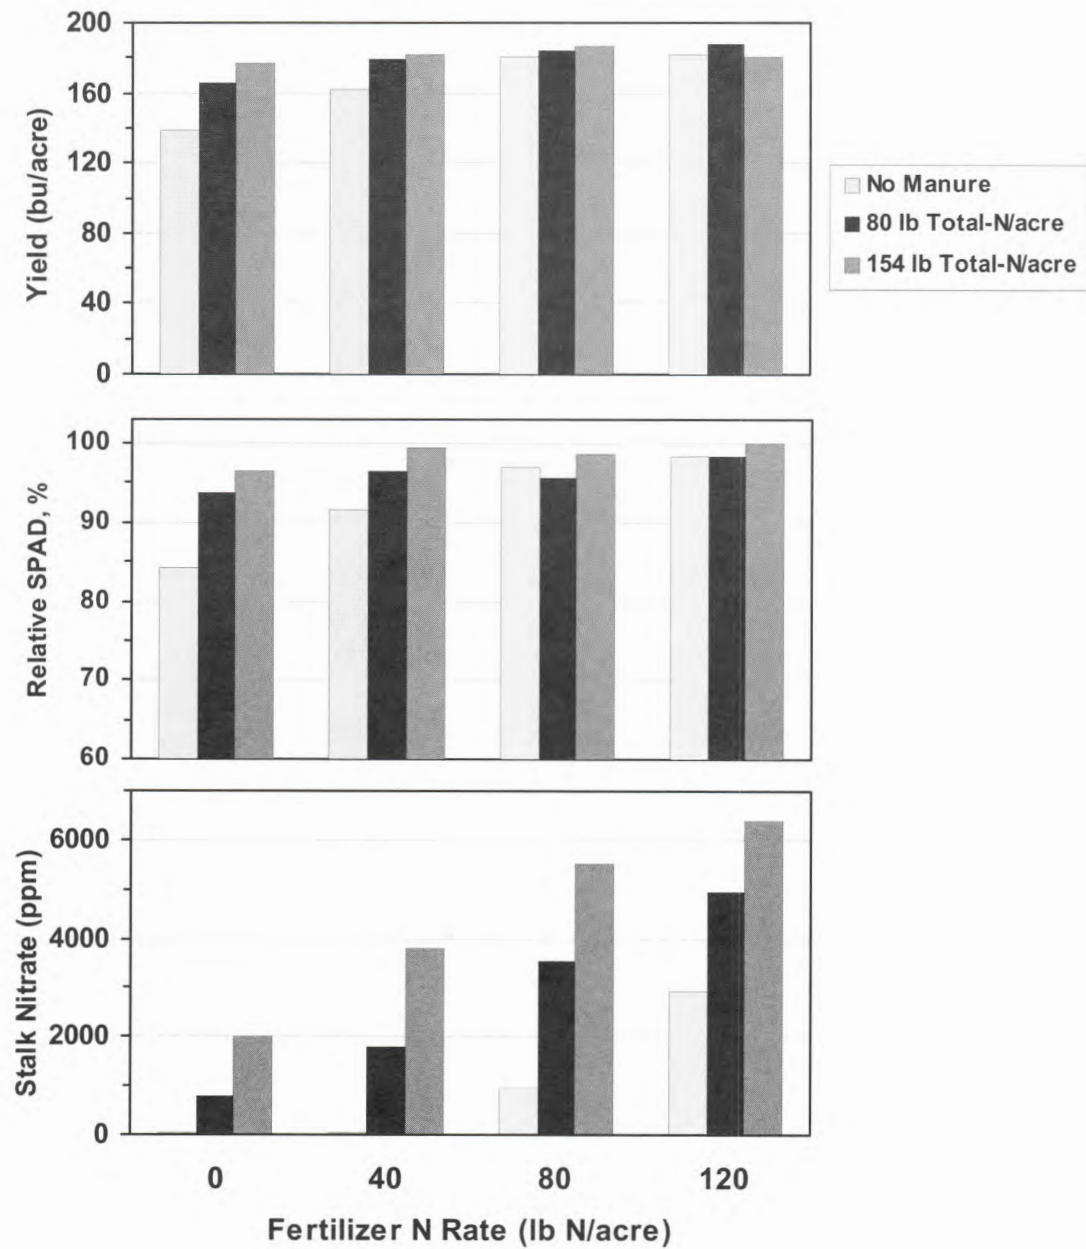 200
160
120
80
40
0
Yield (bu/acre)
No Manure
80 lb Total-N/acre
154 lb Total-N/acre
100
90
80
70
60
Relative SPAD, %
6000
4000
2000
0
Stalk Nitrate (ppm)
0 40 80 120
Fertilizer N Rate (lb N/acre)